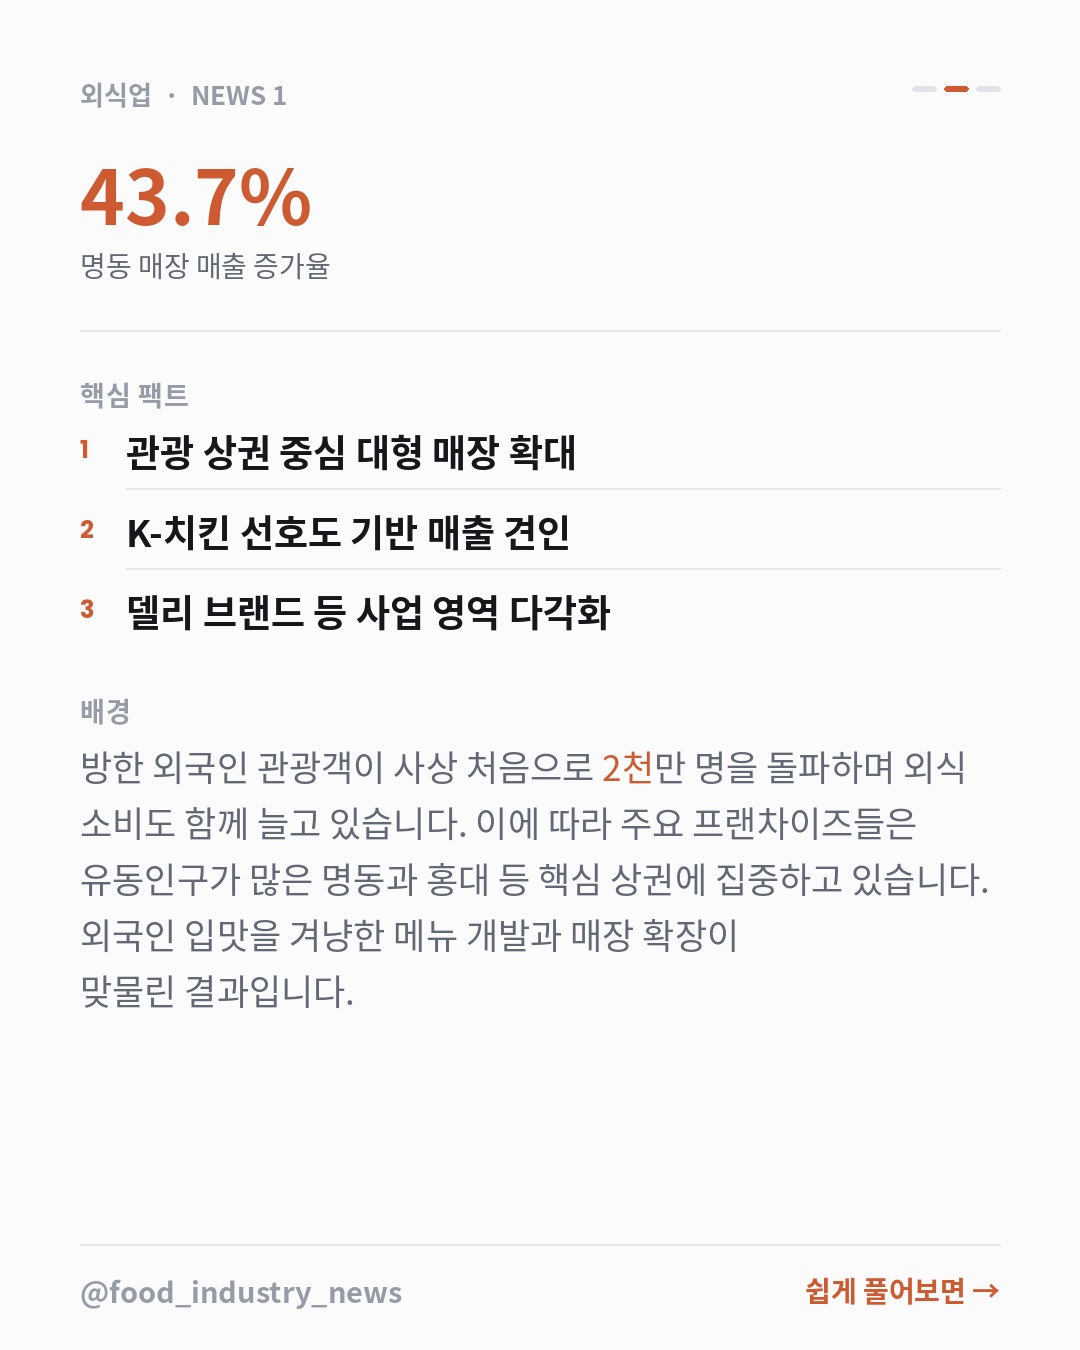 외식업 · NEWS 1
43.7%
명동 매장 매출 증가율
핵심 팩트
1 관광 상권 중심 대형 매장 확대
2 K-치킨 선호도 기반 매출 견인
3 델리 브랜드 등 사업 영역 다각화
배경
방한 외국인 관광객이 사상 처음으로 2천만 명을 돌파하며 외식
소비도 함께 늘고 있습니다. 이에 따라 주요 프랜차이즈들은
유동인구가 많은 명동과 홍대 등 핵심 상권에 집중하고 있습니다.
외국인 입맛을 겨냥한 메뉴 개발과 매장 확장이
맞물린 결과입니다.
@food_industry_news
쉽게 풀어보면 →